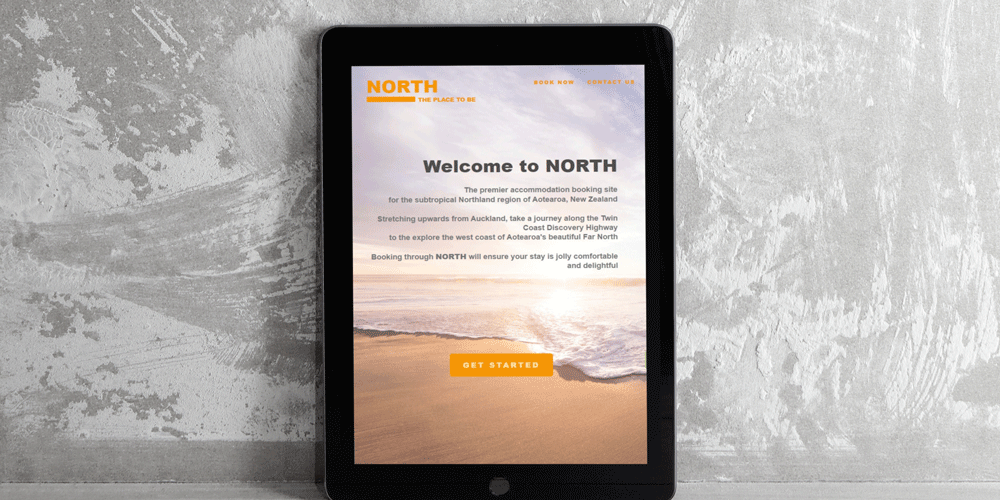 NORTH
THE PLACE TO BE
BOOK NOW CONTACT US
Welcome to NORTH
The premier accommodation booking site
for the subtropical Northland region of Aotearoa, New Zealand
Stretching upwards from Auckland, take a journey along the Twin
Coast Discovery Highway
to the explore the west coast of Aotearoa's beautiful Far North
Booking through NORTH will ensure your stay is jolly comfortable
and delightful
GET STARTED